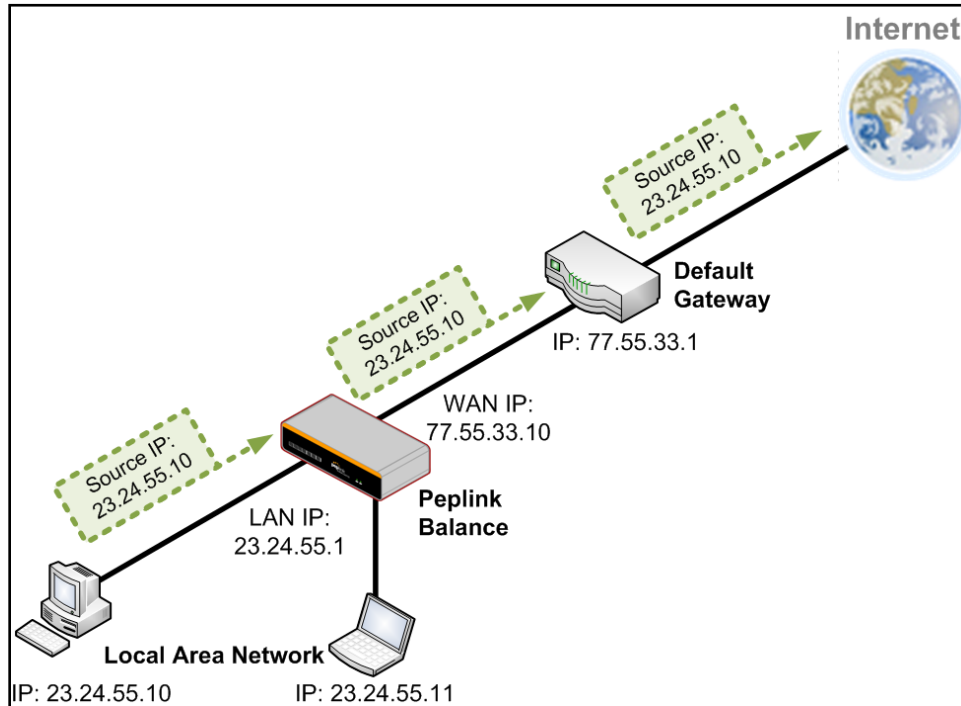 Internet
Source IP:
23.24.55.10
Default
Gateway
IP: 77.55.33.1
Source IP:
23.24.55.10
WAN IP:
77.55.33.10
Source IP:
23.24.55.10
Peplink
Balance
LAN IP:
23.24.55.1
Local Area Network
IP: 23.24.55.10
IP: 23.24.55.11